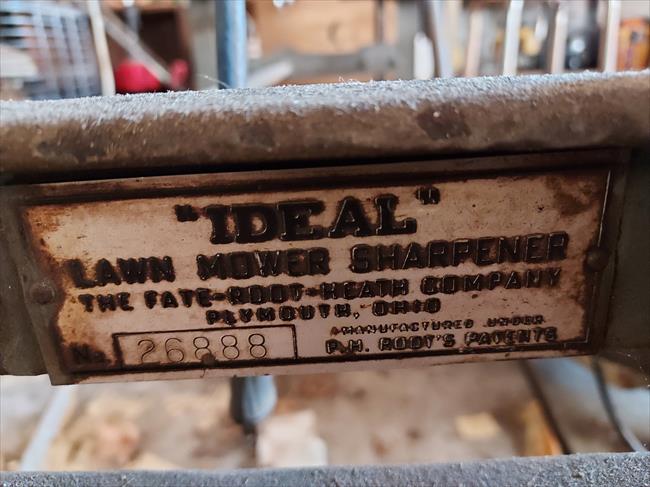 "IDEAL"
LAWN MOWER SHARPENER
THE FATE-ROOT-HEATH COMPANY
PLYMOUTH, OHIO
MANUFACTURED UNDER
No. 26888 P.H. ROOT'S PATENTS